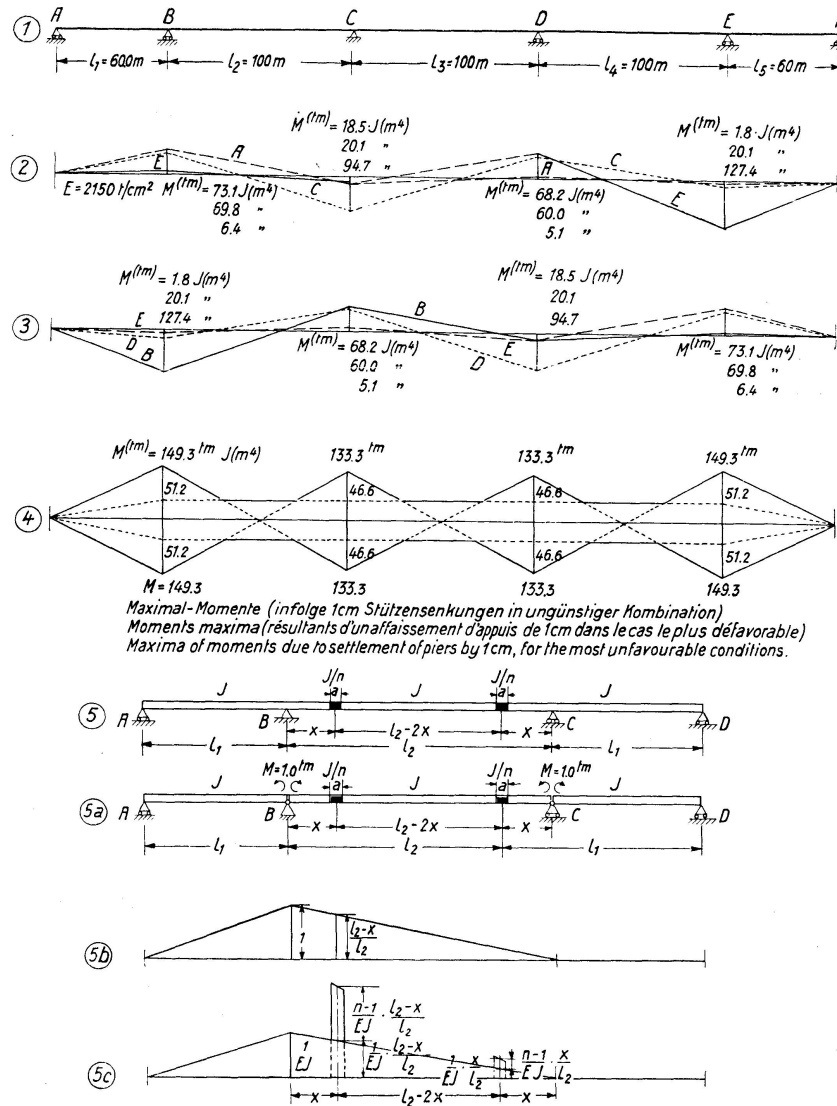 1
A B C D E
l₁ = 60.0m l₂ = 100m l₃ = 100m l₄ = 100m l₅ = 60m
2
M(tm) = 18.5·J(m⁴)
20.1 "
94.7 "
M(tm) = 1.8·J(m⁴)
20.1 "
127.4 "
E A C A C E
E = 2150 t/cm²
M(tm) = 73.1 J(m⁴)
69.8 "
6.4 "
M(tm) = 68.2 J(m⁴)
60.0 "
5.1 "
3
M(tm) = 1.8 J(m⁴)
20.1 "
127.4 "
M(tm) = 18.5 J(m⁴)
20.1
94.7
E D B B D E
M(tm) = 68.2 J(m⁴)
60.0 "
5.1 "
M(tm) = 73.1 J(m⁴)
69.8 "
6.4 "
4
M(tm) = 149.3 tm J(m⁴) 133.3 tm 133.3 tm 149.3 tm
51.2 46.6 46.6 51.2
51.2 46.6 46.6 51.2
M = 149.3 133.3 133.3 149.3
Maximal-Momente (infolge 1cm Stützensenkungen in ungünstiger Kombination)
Moments maxima (résultants d'un affaissement d'appuis de 1cm dans le cas le plus défavorable)
Maxima of moments due to settlement of piers by 1cm, for the most unfavourable conditions.
5
J J/n J J/n J
a a
A B C D
x l₂-2x x
l₁ l₂ l₁
5a
M=1.0tm J/n J/n M=1.0tm
J a J a J
A B C D
x l₂-2x x
l₁ l₂ l₁
5b
1 l₂-x/l₂
5c
n-1/EJ · l₂-x/l₂
1/EJ 1/EJ · l₂-x/l₂ 1/EJ · x/l₂ n-1/EJ · x/l₂
x l₂-2x x